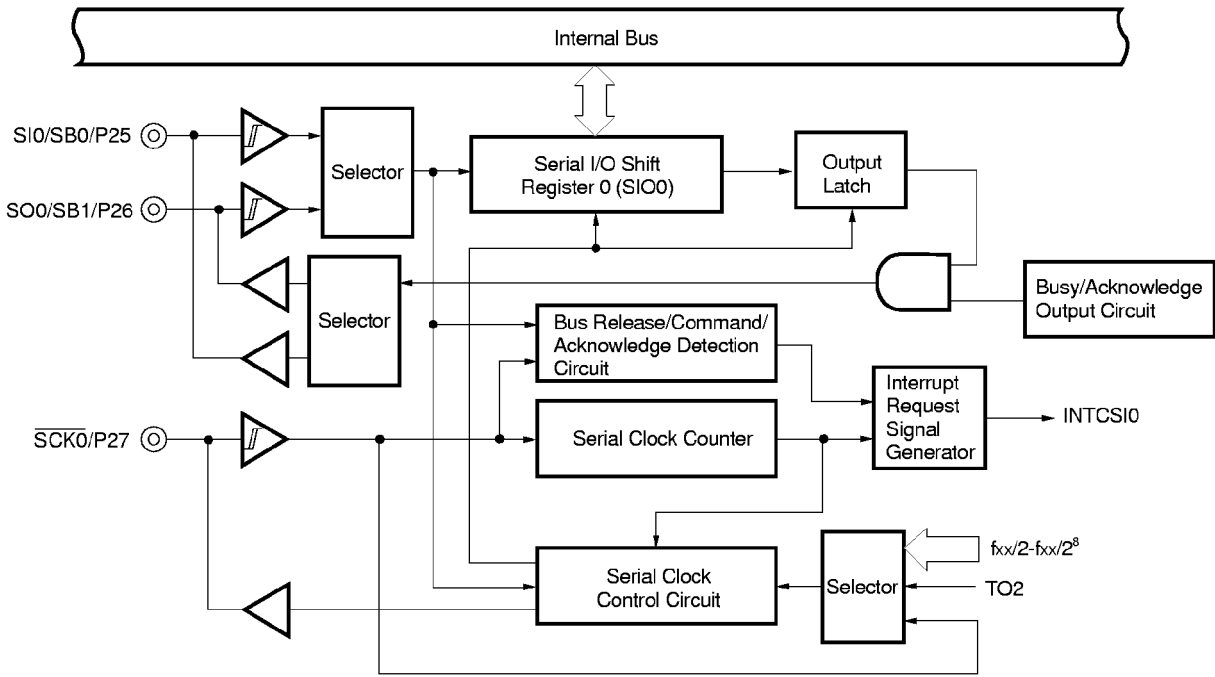 Internal Bus
SI0/SB0/P25
Selector
Serial I/O Shift
Register 0 (SIO0)
Output
Latch
SO0/SB1/P26
Selector
Busy/Acknowledge
Output Circuit
Bus Release/Command/
Acknowledge Detection
Circuit
Interrupt
Request
Signal
Generator
INTCSI0
SCK0/P27
Serial Clock Counter
Serial Clock
Control Circuit
Selector
fxx/2-fxx/2⁸
TO2